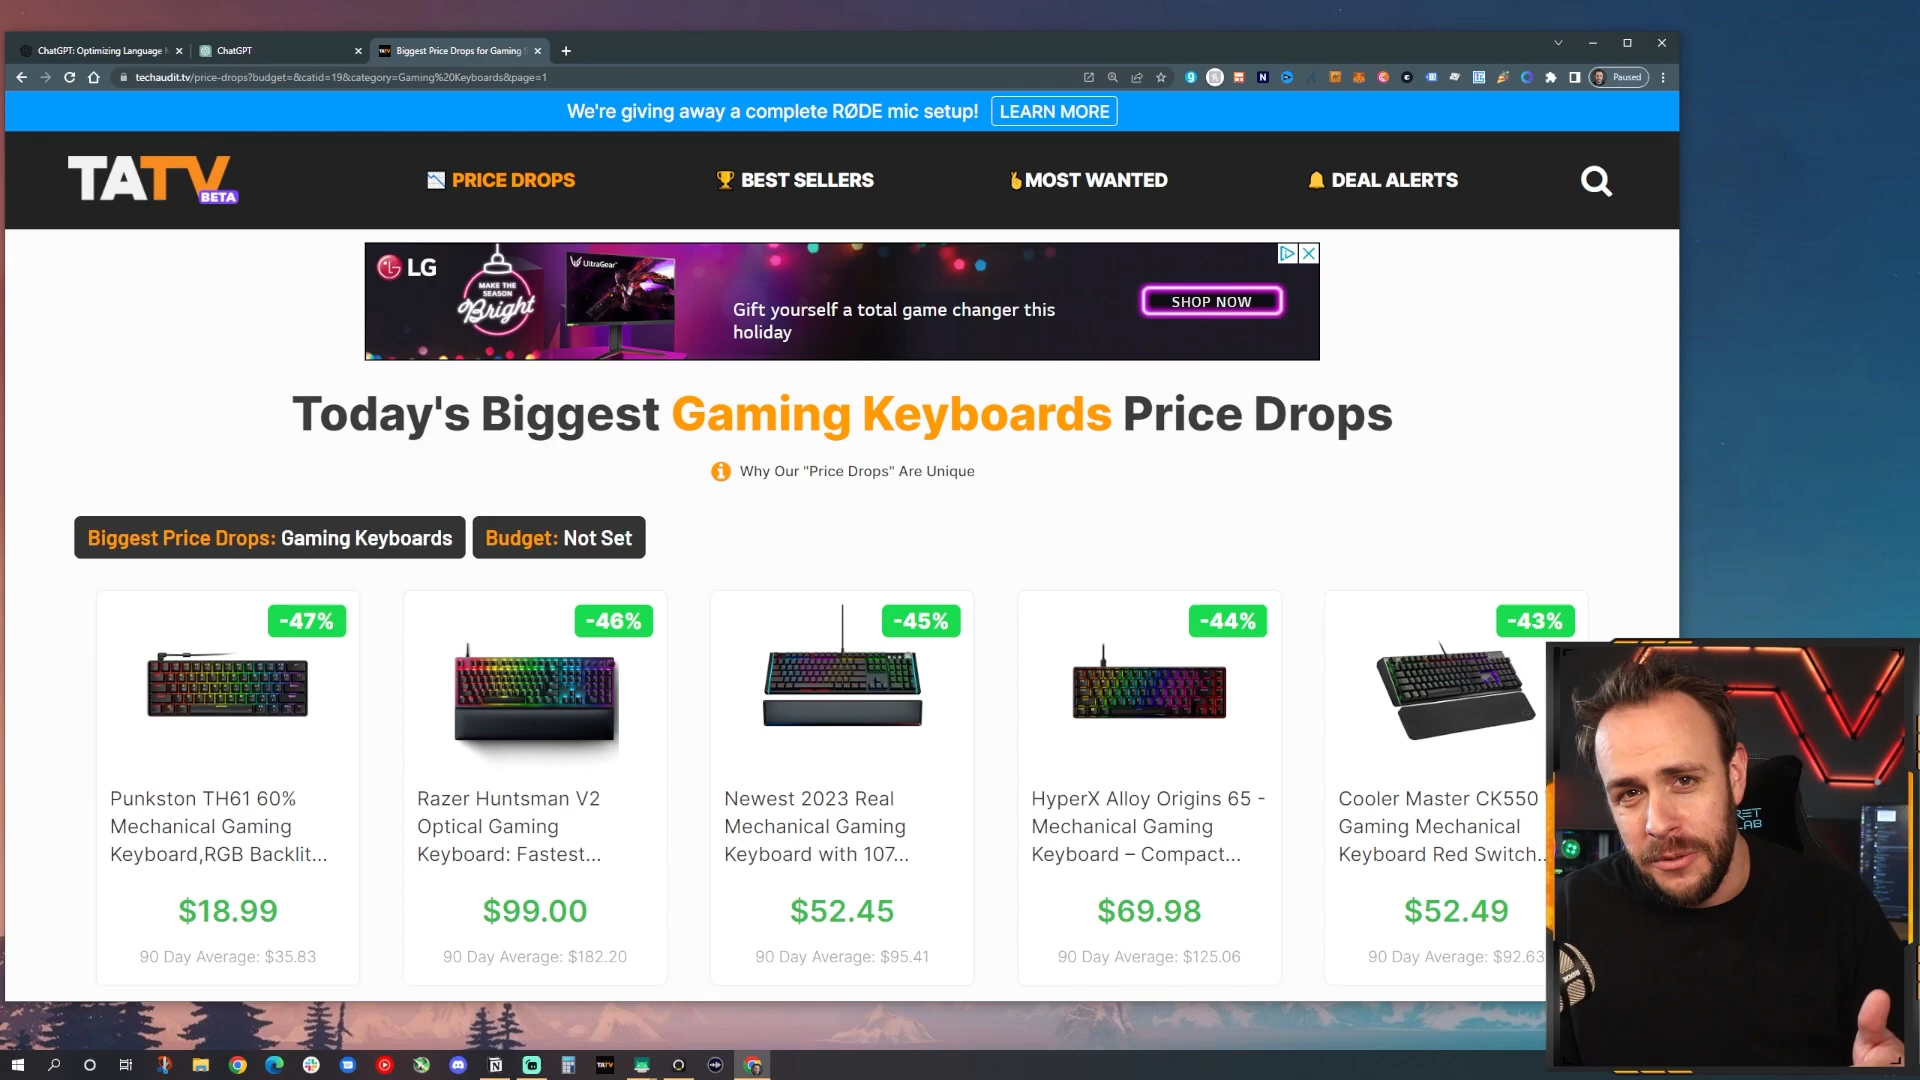 ChatGPT: Optimizing Language
ChatGPT
Biggest Price Drops for Gaming
techaudit.tv/price-drops?budget=&catid=19&category=Gaming%20Keyboards&page=1
Paused
We're giving away a complete RØDE mic setup!
LEARN MORE
TATV
BETA
PRICE DROPS
BEST SELLERS
MOST WANTED
DEAL ALERTS
LG
MAKE THE
SEASON
Bright
UltraGear
Gift yourself a total game changer this
holiday
SHOP NOW
Today's Biggest Gaming Keyboards Price Drops
Why Our "Price Drops" Are Unique
Biggest Price Drops: Gaming Keyboards
Budget: Not Set
-47%
-46%
-45%
-44%
-43%
Punkston TH61 60%
Mechanical Gaming
Keyboard,RGB Backlit...
Razer Huntsman V2
Optical Gaming
Keyboard: Fastest...
Newest 2023 Real
Mechanical Gaming
Keyboard with 107...
HyperX Alloy Origins 65 -
Mechanical Gaming
Keyboard – Compact...
Cooler Master CK550
Gaming Mechanical
Keyboard Red Switch...
$18.99
$99.00
$52.45
$69.98
$52.49
90 Day Average: $35.83
90 Day Average: $182.20
90 Day Average: $95.41
90 Day Average: $125.06
90 Day Average: $92.63
LAB
TATV